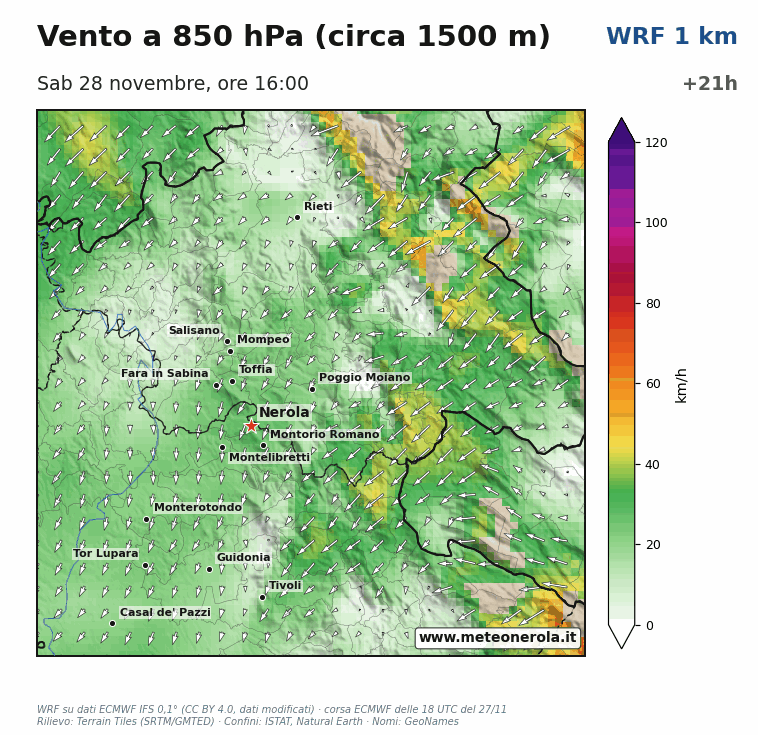 Vento a 850 hPa (circa 1500 m)
WRF 1 km
Sab 28 novembre, ore 16:00
+21h
Rieti
Salisano
Mompeo
Fara in Sabina
Toffia
Poggio Moiano
Nerola
Montorio Romano
Montelibretti
Monterotondo
Tor Lupara
Guidonia
Tivoli
Casal de' Pazzi
www.meteonerola.it
120
100
80
60
40
20
0
km/h
WRF su dati ECMWF IFS 0,1° (CC BY 4.0, dati modificati) · corsa ECMWF delle 18 UTC del 27/11
Rilievo: Terrain Tiles (SRTM/GMTED) · Confini: ISTAT, Natural Earth · Nomi: GeoNames